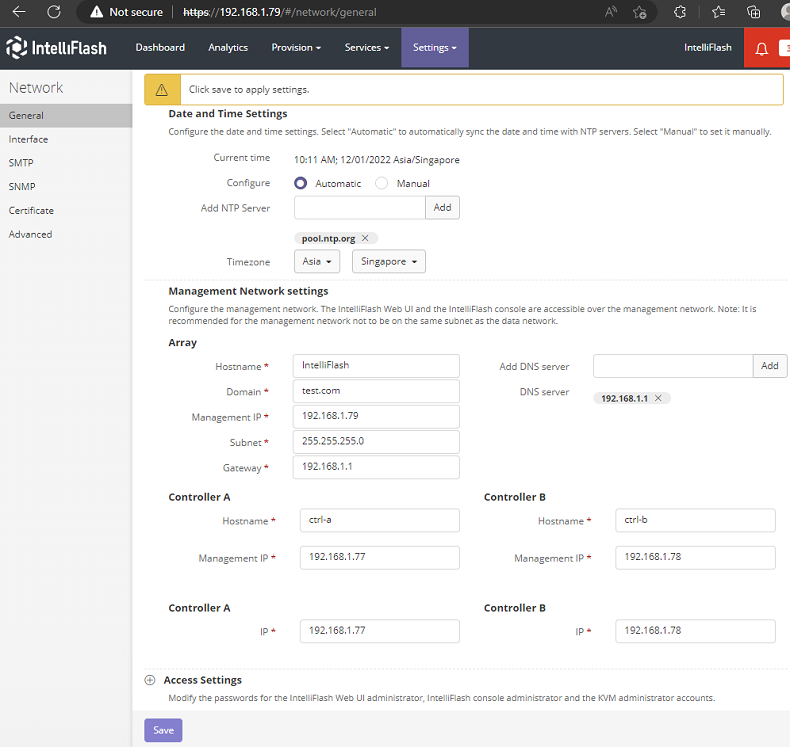 Not secure https://192.168.1.79/#/network/general
IntelliFlash Dashboard Analytics Provision Services Settings IntelliFlash 3
Network
General
Interface
SMTP
SNMP
Certificate
Advanced
Click save to apply settings.
Date and Time Settings
Configure the date and time settings. Select "Automatic" to automatically sync the date and time with NTP servers. Select "Manual" to set it manually.
Current time 10:11 AM; 12/01/2022 Asia/Singapore
Configure Automatic Manual
Add NTP Server Add
pool.ntp.org
Timezone Asia Singapore
Management Network settings
Configure the management network. The IntelliFlash Web UI and the IntelliFlash console are accessible over the management network. Note: It is
recommended for the management network not to be on the same subnet as the data network.
Array
Hostname * IntelliFlash Add DNS server Add
Domain * test.com DNS server 192.168.1.1
Management IP * 192.168.1.79
Subnet * 255.255.255.0
Gateway * 192.168.1.1
Controller A Controller B
Hostname * ctrl-a Hostname * ctrl-b
Management IP * 192.168.1.77 Management IP * 192.168.1.78
Controller A Controller B
IP * 192.168.1.77 IP * 192.168.1.78
Access Settings
Modify the passwords for the IntelliFlash Web UI administrator, IntelliFlash console administrator and the KVM administrator accounts.
Save